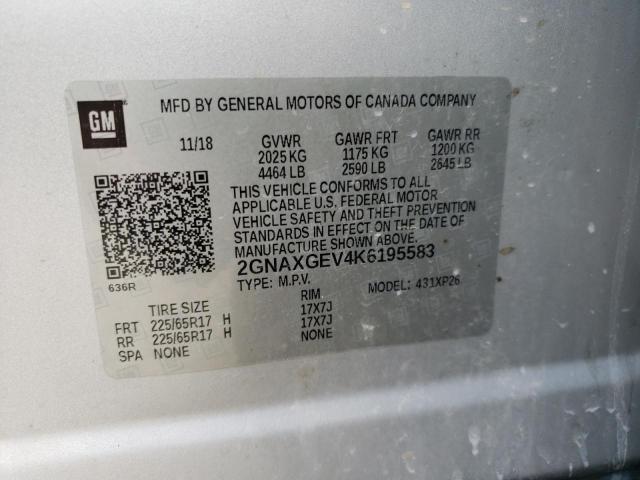 GM
MFD BY GENERAL MOTORS OF CANADA COMPANY
11/18 GVWR GAWR FRT GAWR RR
2025 KG 1175 KG 1200 KG
4464 LB 2590 LB 2645 LB
THIS VEHICLE CONFORMS TO ALL
APPLICABLE U.S. FEDERAL MOTOR
VEHICLE SAFETY AND THEFT PREVENTION
STANDARDS IN EFFECT ON THE DATE OF
MANUFACTURE SHOWN ABOVE.
2GNAXGEV4K6195583
636R TYPE: M.P.V. MODEL: 431XP26
TIRE SIZE RIM
FRT 225/65R17 H 17X7J
RR 225/65R17 H 17X7J
SPA NONE NONE